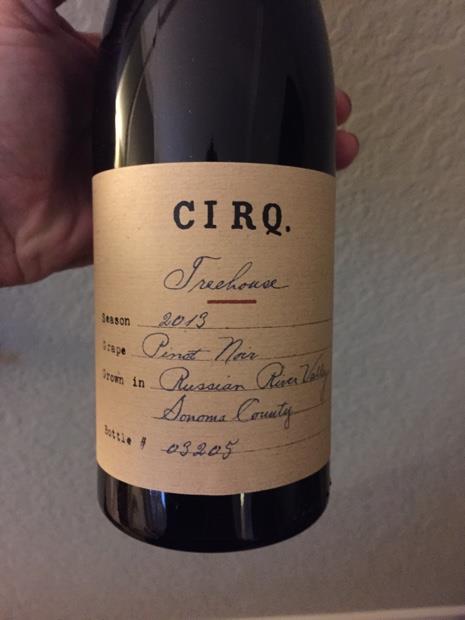 CIRQ.
Treehouse
Season 2013
Grape Pinot Noir
Grown in Russian River Valley
Sonoma County
Bottle # 03205